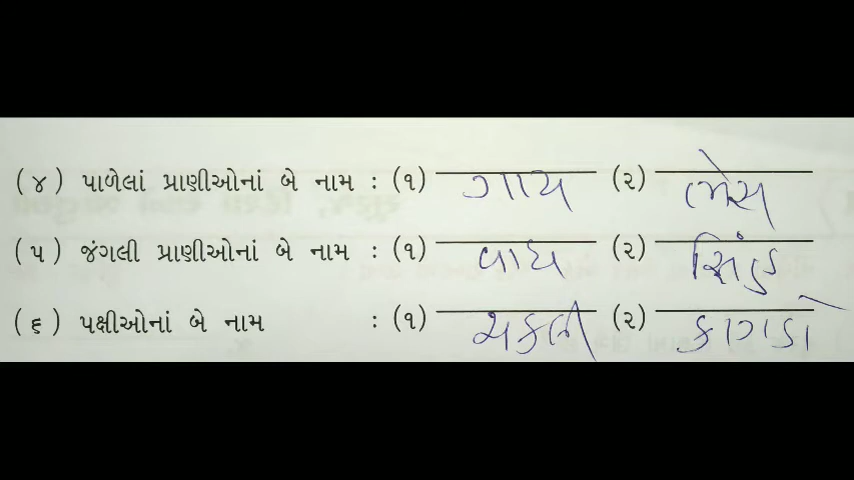 (૪) પાળેલાં પ્રાણીઓનાં બે નામ : (૧) ગાય (૨) ભેસ
(૫) જંગલી પ્રાણીઓનાં બે નામ : (૧) વાઘ (૨) સિંહ
(૬) પક્ષીઓનાં બે નામ : (૧) ચકલી (૨) કાગડો